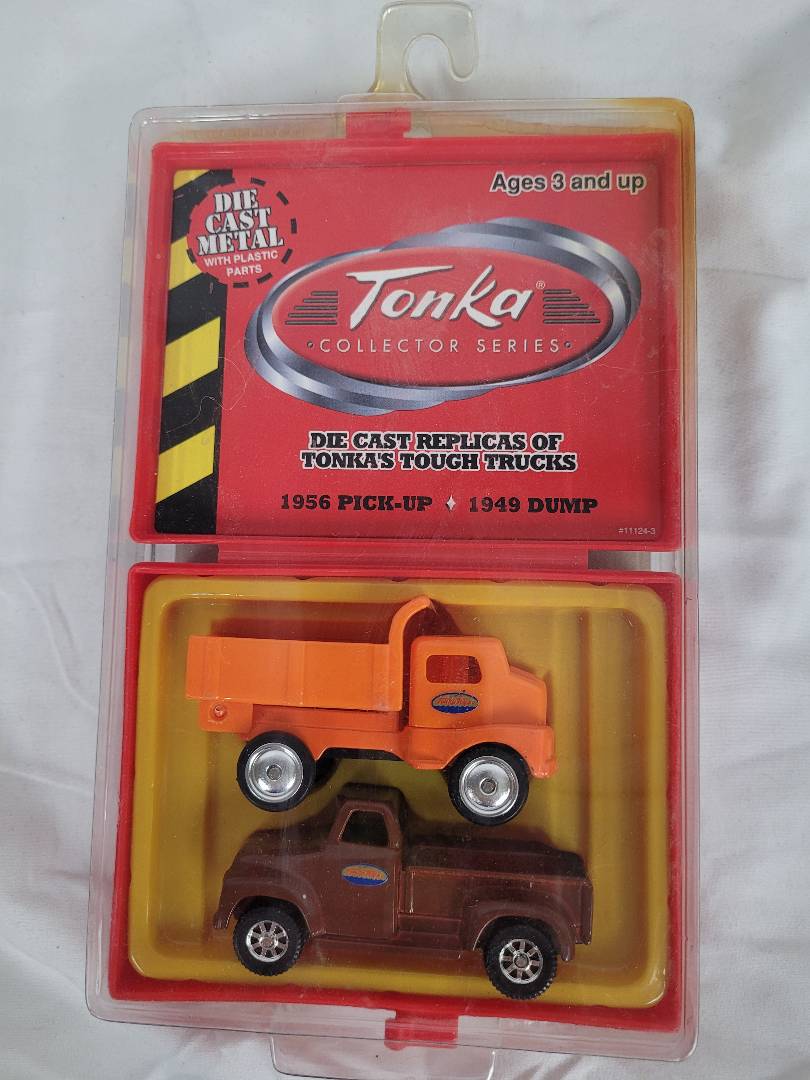 Ages 3 and up
DIE
CAST
METAL
WITH PLASTIC
PARTS
Tonka®
•COLLECTOR SERIES•
DIE CAST REPLICAS OF
TONKA'S TOUGH TRUCKS
1956 PICK-UP ✦ 1949 DUMP
#11124-3